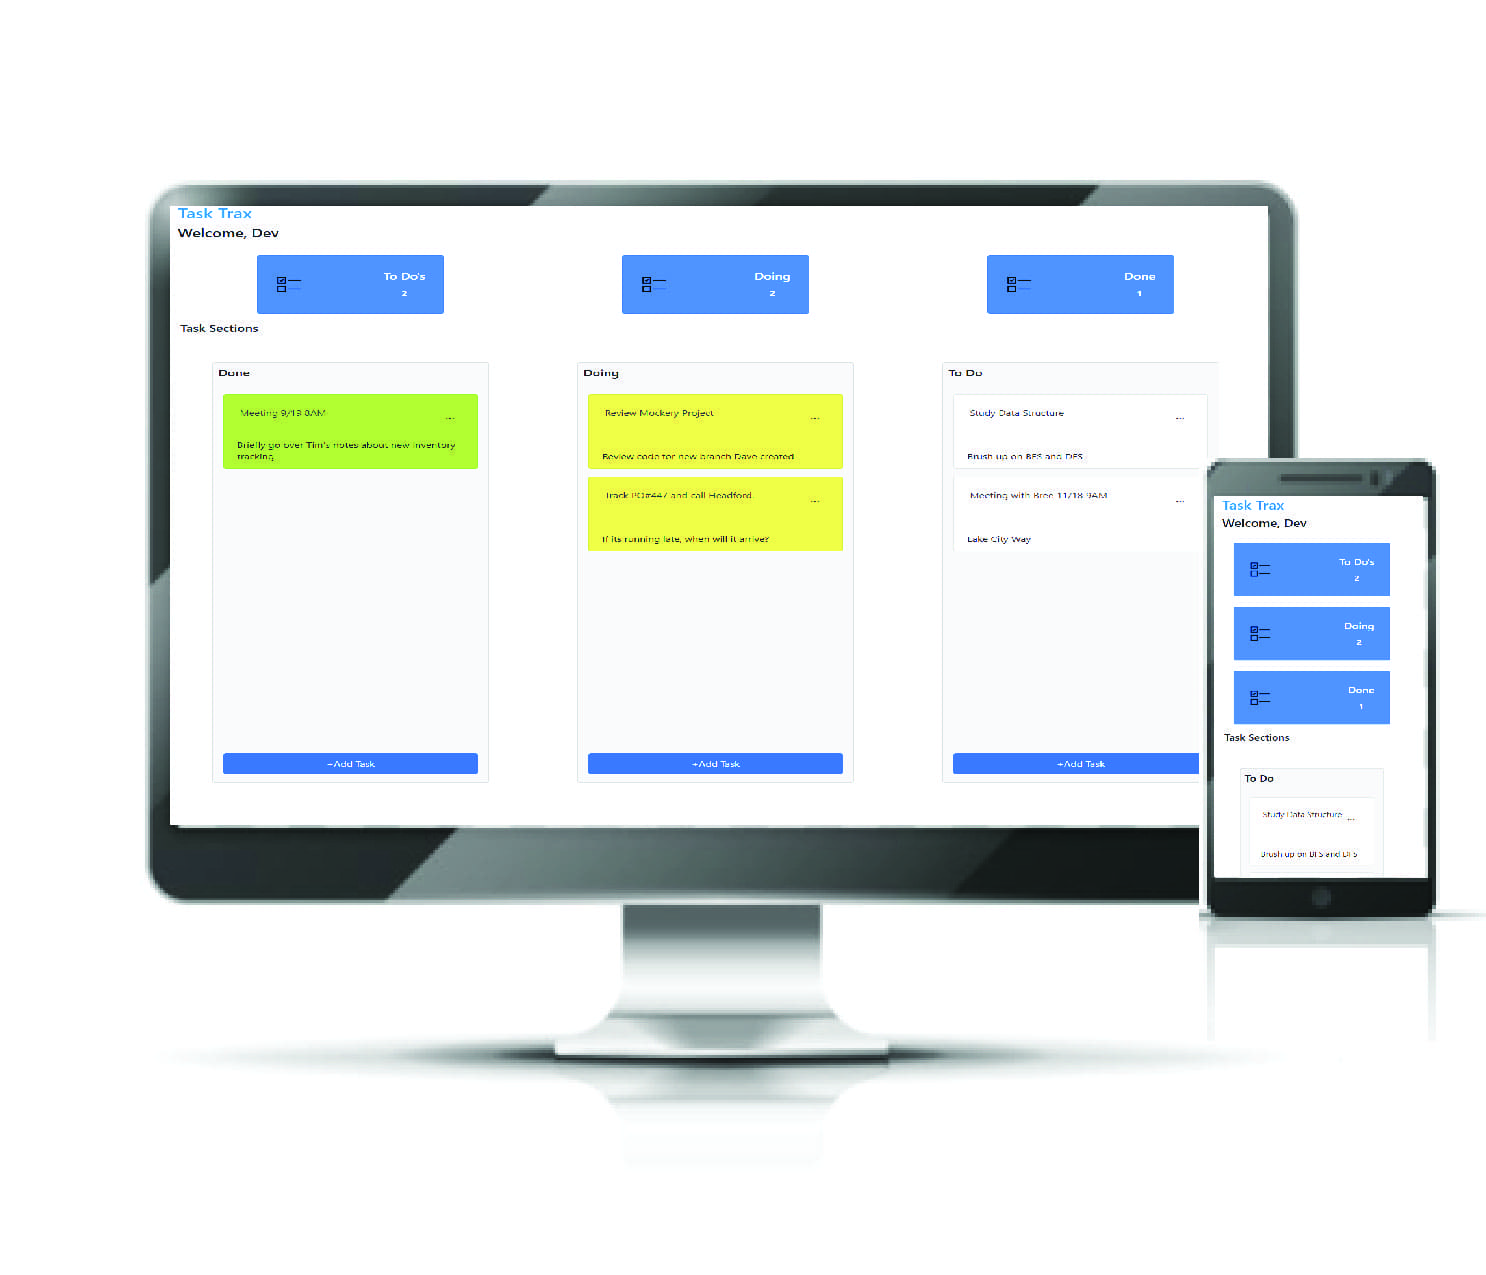 Task Trax
Welcome, Dev
To Do's
2
Doing
2
Done
1
Task Sections
Done
Meeting 9/19 8AM
...
Briefly go over Tim's notes about new inventory
tracking
+Add Task
Doing
Review Mockery Project
...
Review code for new branch Dave created
Track PO#447 and call Headford
...
If its running late, when will it arrive?
+Add Task
To Do
Study Data Structure
...
Brush up on BFS and DFS
Meeting with Bree 11/18 9AM
...
Lake City Way
+Add Task
Task Trax
Welcome, Dev
To Do's
2
Doing
2
Done
1
Task Sections
To Do
Study Data Structure
...
Brush up on BFS and DFS